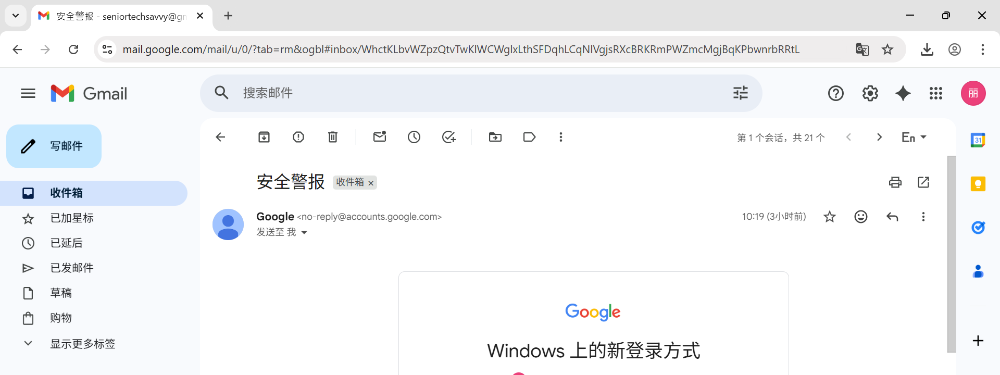 安全警报 - seniortechsavvy@gm
mail.google.com/mail/u/0/?tab=rm&ogbl#inbox/WhctKLbvWZpzQtvTwKlWCWglxLthSFDqhLCqNlVgjsRXcBRKRmPWZmcMgjBqKPbwnrbRRtL
Gmail
搜索邮件
丽
写邮件
第 1 个会话，共 21 个
En
31
安全警报
收件箱 ×
收件箱
已加星标
已延后
已发邮件
草稿
购物
显示更多标签
Google <no-reply@accounts.google.com>
10:19 (3小时前)
发送至 我
Google
Windows 上的新登录方式